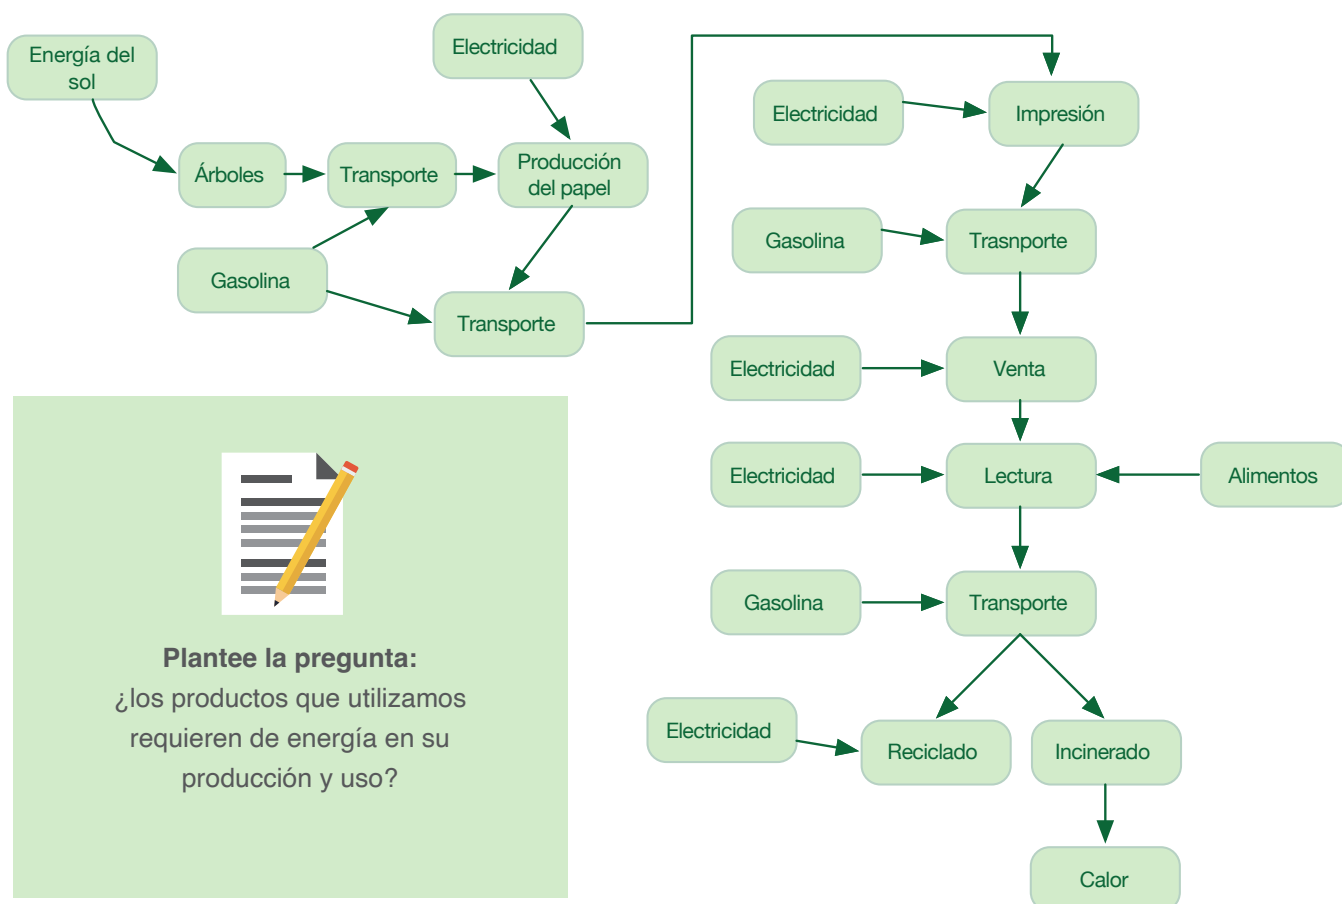 Energía del
sol
Electricidad
Árboles
Transporte
Producción
del papel
Gasolina
Transporte
Electricidad
Impresión
Gasolina
Trasnporte
Electricidad
Venta
Electricidad
Lectura
Alimentos
Gasolina
Transporte
Electricidad
Reciclado
Incinerado
Calor
Plantee la pregunta:
¿los productos que utilizamos
requieren de energía en su
producción y uso?